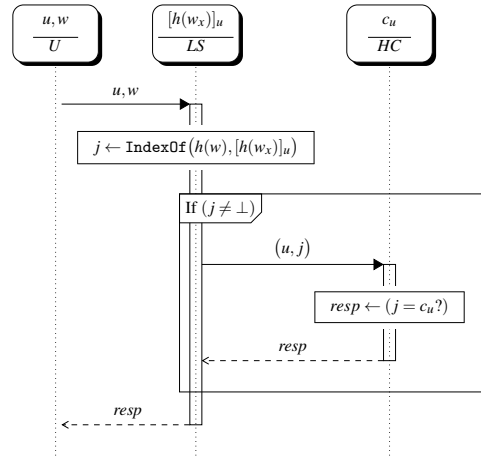 u, w
U
[h(w_x)]_u
LS
c_u
HC
u, w
j ← IndexOf(h(w), [h(w_x)]_u)
If (j ≠ ⊥)
(u, j)
resp ← (j = c_u?)
resp
resp